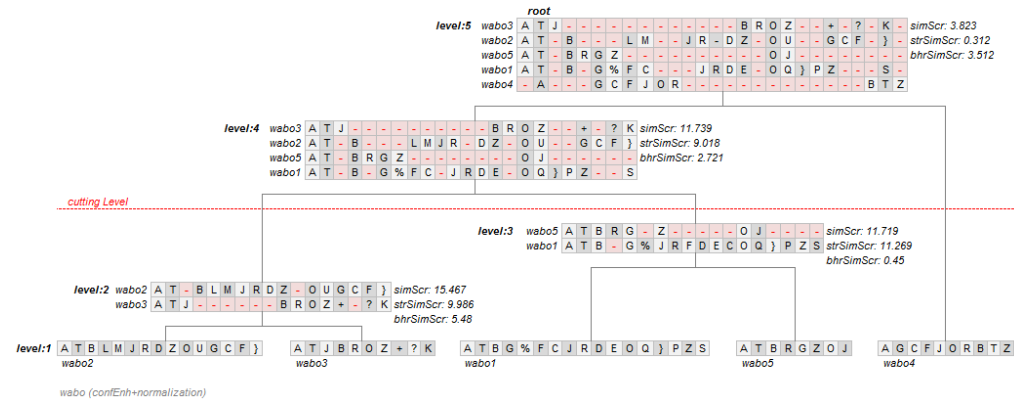 root
level:5 wabo3 A T J - - - - - - - - - - - - B R O Z - - + - ? - K - simScr: 3.823
wabo2 A T - B - - - L M - - J R - D Z - O U - - G C F - } - strSimScr: 0.312
wabo5 A T - B R G Z - - - - - - - - - - O J - - - - - - - - bhrSimScr: 3.512
wabo1 A T - B - G % F C - - - J R D E - O Q } P Z - - - S -
wabo4 - A - - - G C F J O R - - - - - - - - - - - - - B T Z
level:4 wabo3 A T J - - - - - - - - - - B R O Z - - + - ? K simScr: 11.739
wabo2 A T - B - - - L M J R - D Z - O U - - G C F } strSimScr: 9.018
wabo5 A T - B R G Z - - - - - - - - O J - - - - - - bhrSimScr: 2.721
wabo1 A T - B - G % F C - J R D E - O Q } P Z - - S
cutting Level
level:3 wabo5 A T B R G - Z - - - - - O J - - - - simScr: 11.719
wabo1 A T B - G % J R F D E C O Q } P Z S strSimScr: 11.269
bhrSimScr: 0.45
level:2 wabo2 A T - B L M J R D Z - O U G C F } simScr: 15.467
wabo3 A T J - - - - - - B R O Z + - ? K strSimScr: 9.986
bhrSimScr: 5.48
level:1 A T B L M J R D Z O U G C F } A T J B R O Z + ? K A T B G % F C J R D E O Q } P Z S A T B R G Z O J A G C F J O R B T Z
wabo2 wabo3 wabo1 wabo5 wabo4
wabo (confEnh+normalization)